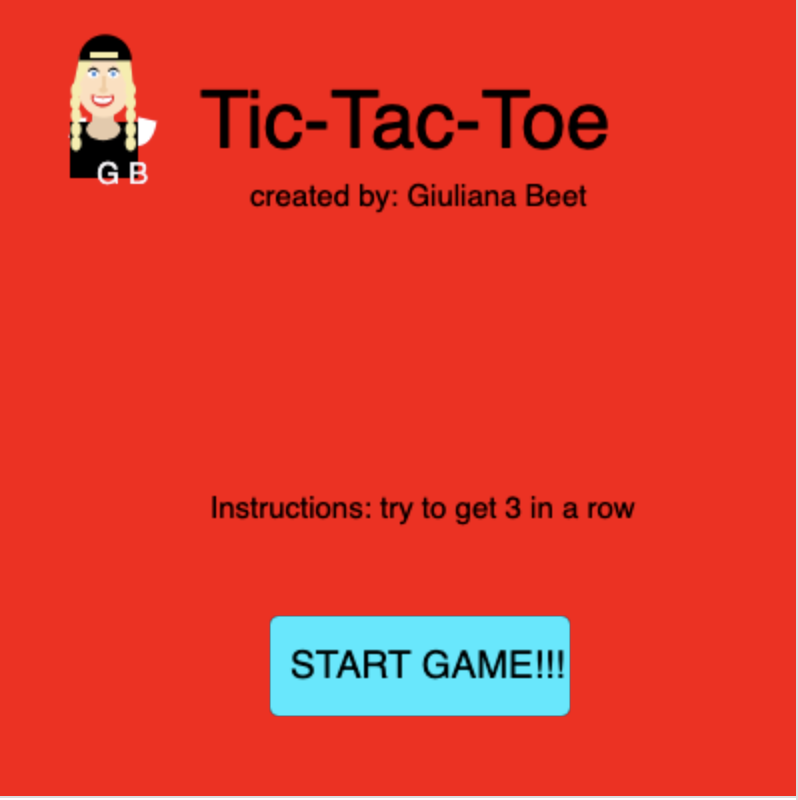 Tic-Tac-Toe
created by: Giuliana Beet
G B
Instructions: try to get 3 in a row
START GAME!!!